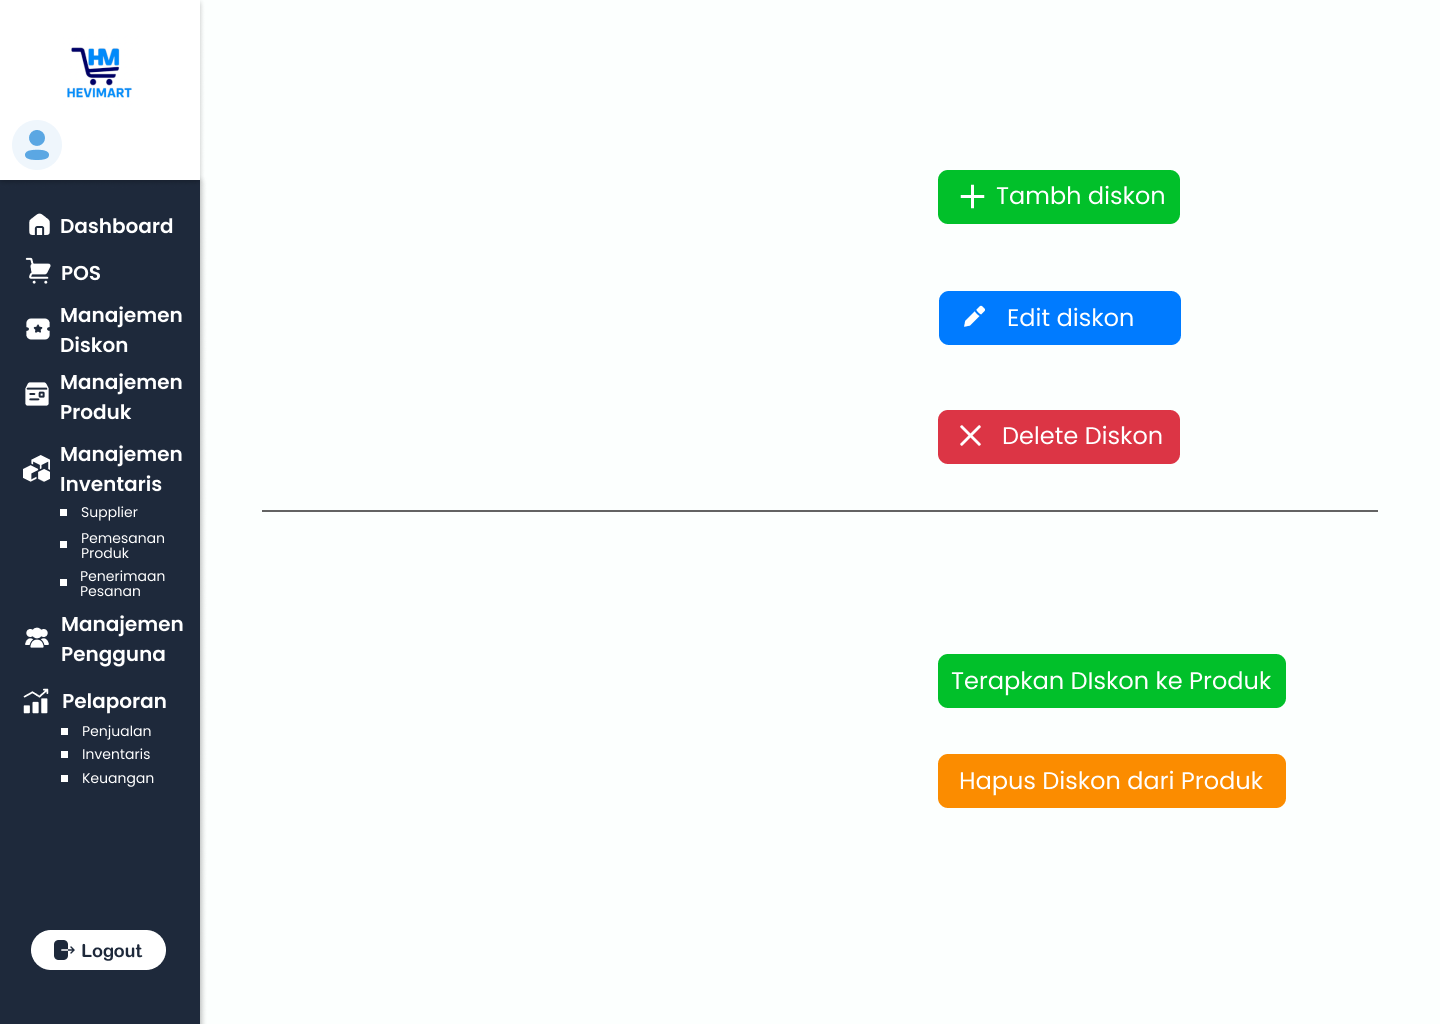 HM
HEVIMART
Dashboard
POS
Manajemen
Diskon
Manajemen
Produk
Manajemen
Inventaris
Supplier
Pemesanan
Produk
Penerimaan
Pesanan
Manajemen
Pengguna
Pelaporan
Penjualan
Inventaris
Keuangan
Logout
Tambh diskon
Edit diskon
Delete Diskon
Terapkan DIskon ke Produk
Hapus Diskon dari Produk